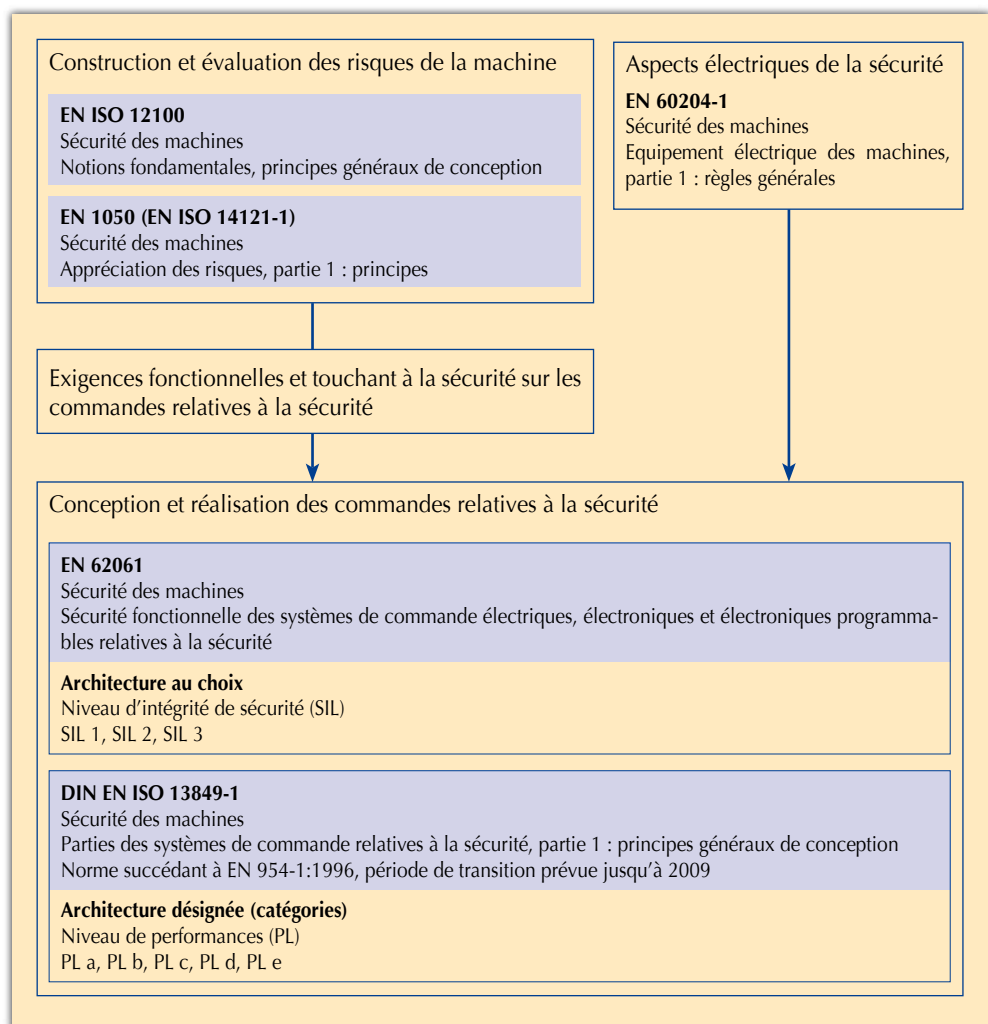 Construction et évaluation des risques de la machine
EN ISO 12100
Sécurité des machines
Notions fondamentales, principes généraux de conception
EN 1050 (EN ISO 14121-1)
Sécurité des machines
Appréciation des risques, partie 1 : principes
Aspects électriques de la sécurité
EN 60204-1
Sécurité des machines
Equipement électrique des machines,
partie 1 : règles générales
Exigences fonctionnelles et touchant à la sécurité sur les
commandes relatives à la sécurité
Conception et réalisation des commandes relatives à la sécurité
EN 62061
Sécurité des machines
Sécurité fonctionnelle des systèmes de commande électriques, électroniques et électroniques programma-
bles relatives à la sécurité
Architecture au choix
Niveau d'intégrité de sécurité (SIL)
SIL 1, SIL 2, SIL 3
DIN EN ISO 13849-1
Sécurité des machines
Parties des systèmes de commande relatives à la sécurité, partie 1 : principes généraux de conception
Norme succédant à EN 954-1:1996, période de transition prévue jusqu'à 2009
Architecture désignée (catégories)
Niveau de performances (PL)
PL a, PL b, PL c, PL d, PL e